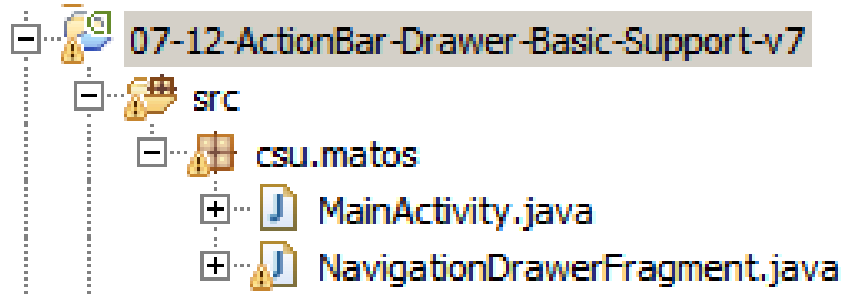 07-12-ActionBar-Drawer-Basic-Support-v7
src
csu.matos
MainActivity.java
NavigationDrawerFragment.java